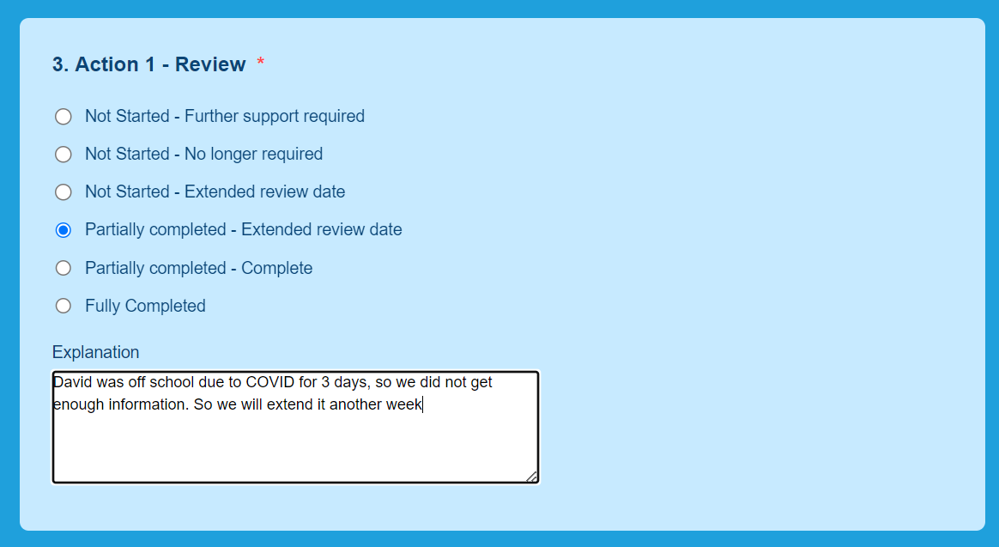 3. Action 1 - Review *
Not Started - Further support required
Not Started - No longer required
Not Started - Extended review date
Partially completed - Extended review date
Partially completed - Complete
Fully Completed
Explanation
David was off school due to COVID for 3 days, so we did not get
enough information. So we will extend it another week